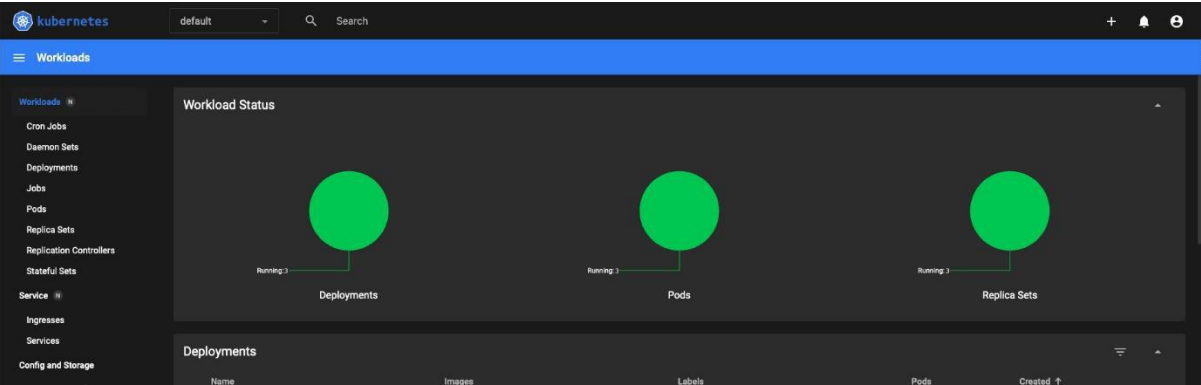 kubernetes
default
Search
Workloads
Workloads N
Cron Jobs
Daemon Sets
Deployments
Jobs
Pods
Replica Sets
Replication Controllers
Stateful Sets
Service N
Ingresses
Services
Config and Storage
Workload Status
Running: 3
Deployments
Running: 3
Pods
Running: 3
Replica Sets
Deployments
Name Images Labels Pods Created ↑